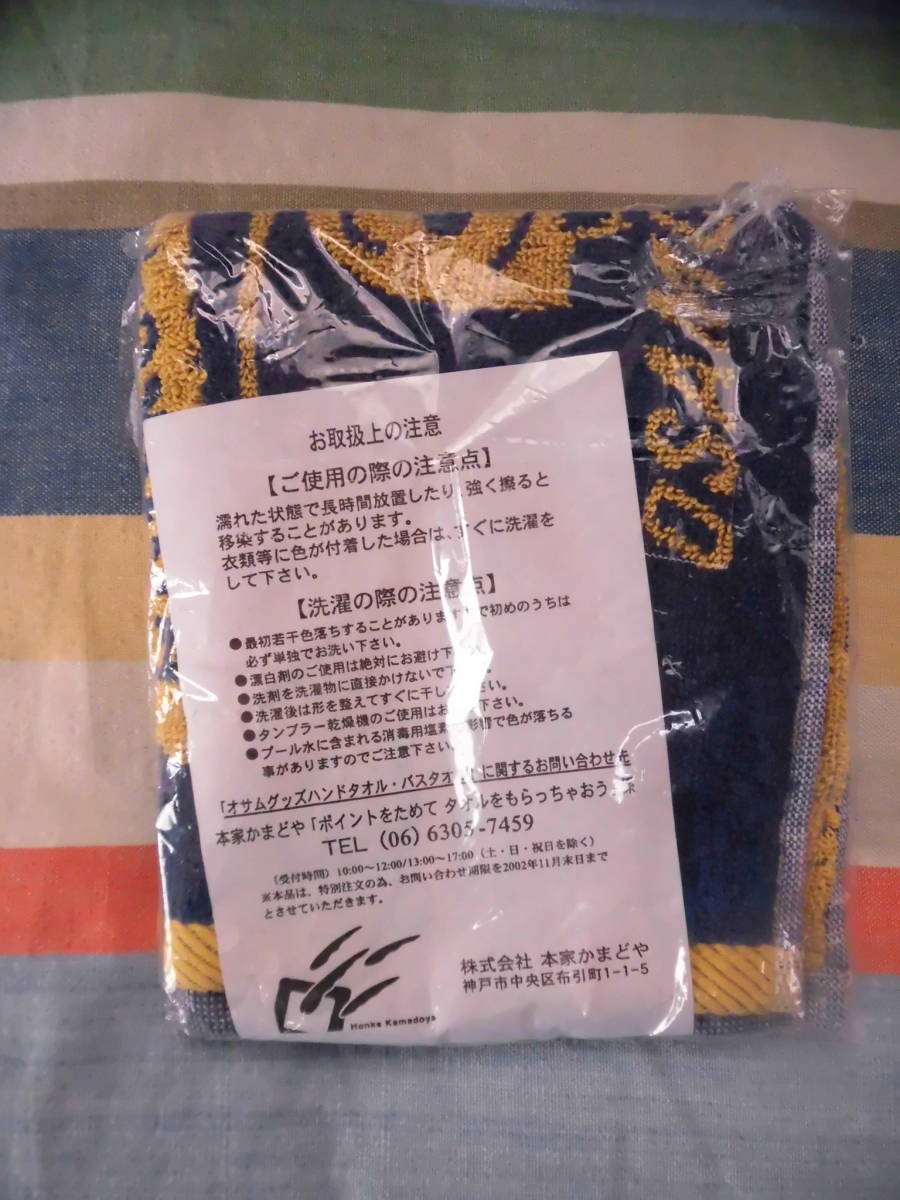 お取扱上の注意
【ご使用の際の注意点】
濡れた状態で長時間放置したり、強く擦ると
移染することがあります。
衣類等に色が付着した場合は、すぐに洗濯を
して下さい。
【洗濯の際の注意点】
●最初若干色落ちすることがあります で初めのうちは
必ず単独でお洗い下さい。
●漂白剤のご使用は絶対にお避け下 い。
●洗剤を洗濯物に直接かけないで下 い。
●洗濯後は形を整えてすぐに干し さい。
●タンブラー乾燥機のご使用はお 下さい。
●プール水に含まれる消毒用塩素 影響で色が落ちる
事がありますのでご注意下さい。
「オサムグッズハンドタオル・バスタオ に関するお問い合わせ先
本家かまどや「ポイントをためて タオルをもらっちゃおう 係
TEL (06) 6305-7459
(受付時間) 10:00~12:00/13:00~17:00 (土・日・祝日を除く)
※本品は、特別注文の為、お問い合わせ期限を2002年11月末日まで
とさせていただきます。
Honke Kamadoya
株式会社 本家かまどや
神戸市中央区布引町1-1-5